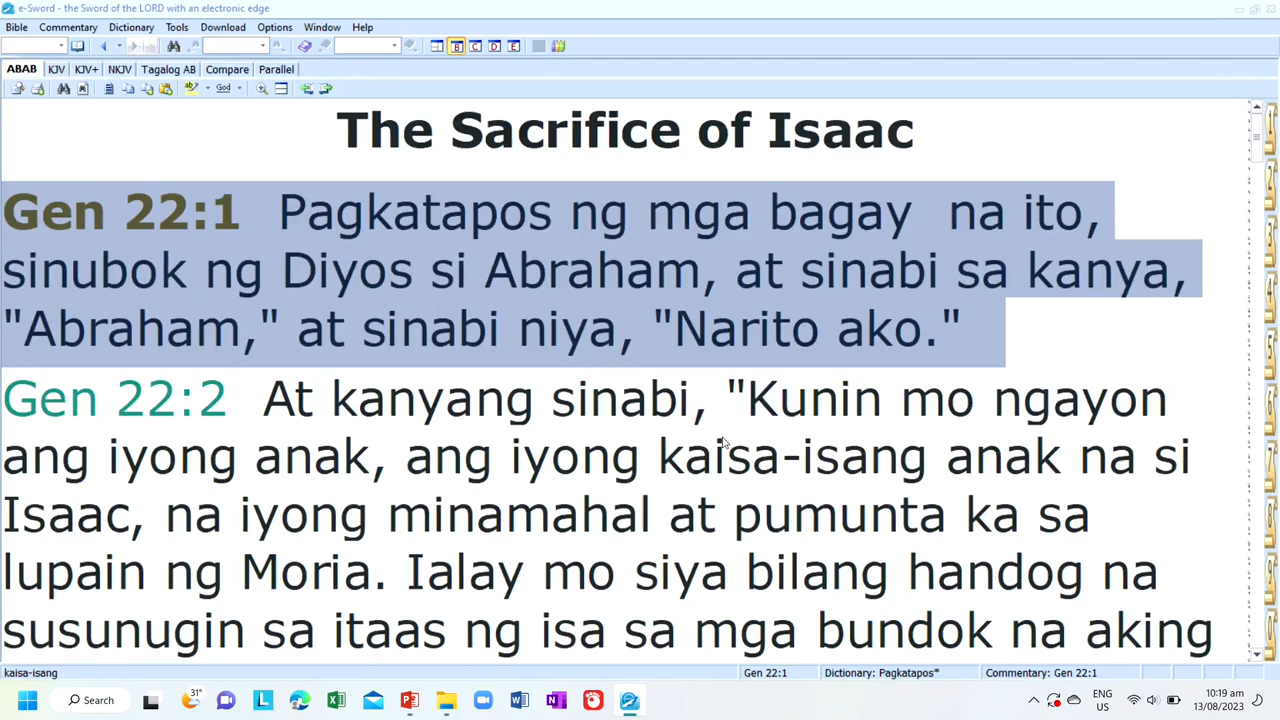 e-Sword - the Sword of the LORD with an electronic edge
Bible Commentary Dictionary Tools Download Options Window Help
B C D E
ABAB KJV KJV+ NKJV Tagalog AB Compare Parallel
God
The Sacrifice of Isaac
Gen 22:1 Pagkatapos ng mga bagay na ito,
sinubok ng Diyos si Abraham, at sinabi sa kanya,
"Abraham," at sinabi niya, "Narito ako."
Gen 22:2 At kanyang sinabi, "Kunin mo ngayon
ang iyong anak, ang iyong kaisa-isang anak na si
Isaac, na iyong minamahal at pumunta ka sa
lupain ng Moria. Ialay mo siya bilang handog na
susunugin sa itaas ng isa sa mga bundok na aking
kaisa-isang Gen 22:1 Dictionary: Pagkatapos* Commentary: Gen 22:1
Search 31° ENG 10:19 am
CU 13/08/2023